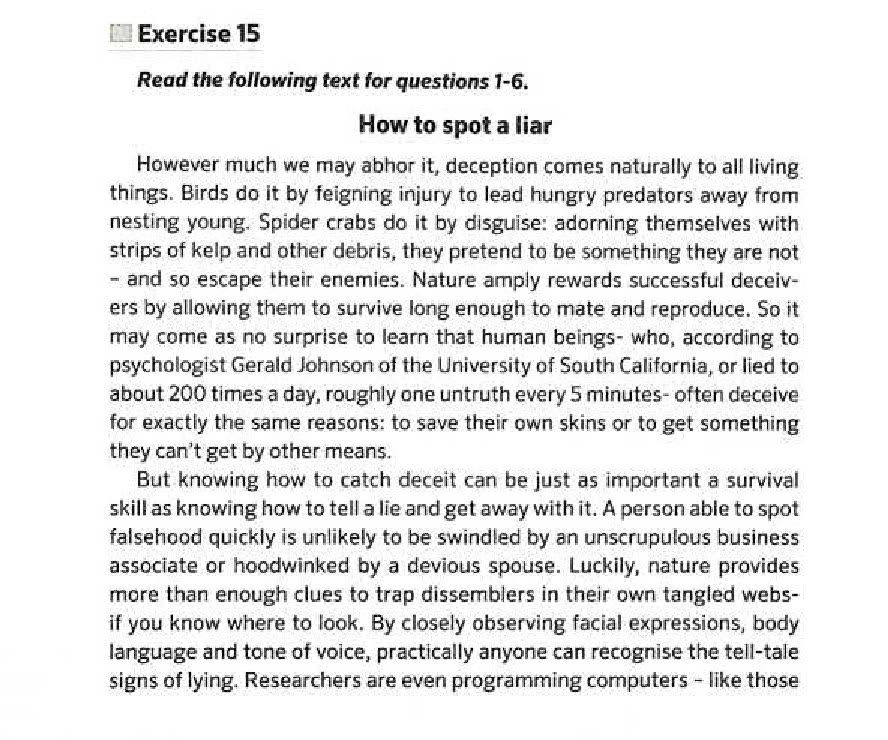 Exercise 15
Read the following text for questions 1-6.
How to spot a liar
However much we may abhor it, deception comes naturally to all living
things. Birds do it by feigning injury to lead hungry predators away from
nesting young. Spider crabs do it by disguise: adorning themselves with
strips of kelp and other debris, they pretend to be something they are not
– and so escape their enemies. Nature amply rewards successful deceiv-
ers by allowing them to survive long enough to mate and reproduce. So it
may come as no surprise to learn that human beings- who, according to
psychologist Gerald Johnson of the University of South California, or lied to
about 200 times a day, roughly one untruth every 5 minutes- often deceive
for exactly the same reasons: to save their own skins or to get something
they can't get by other means.
But knowing how to catch deceit can be just as important a survival
skill as knowing how to tell a lie and get away with it. A person able to spot
falsehood quickly is unlikely to be swindled by an unscrupulous business
associate or hoodwinked by a devious spouse. Luckily, nature provides
more than enough clues to trap dissemblers in their own tangled webs-
if you know where to look. By closely observing facial expressions, body
language and tone of voice, practically anyone can recognise the tell-tale
signs of lying. Researchers are even programming computers – like those